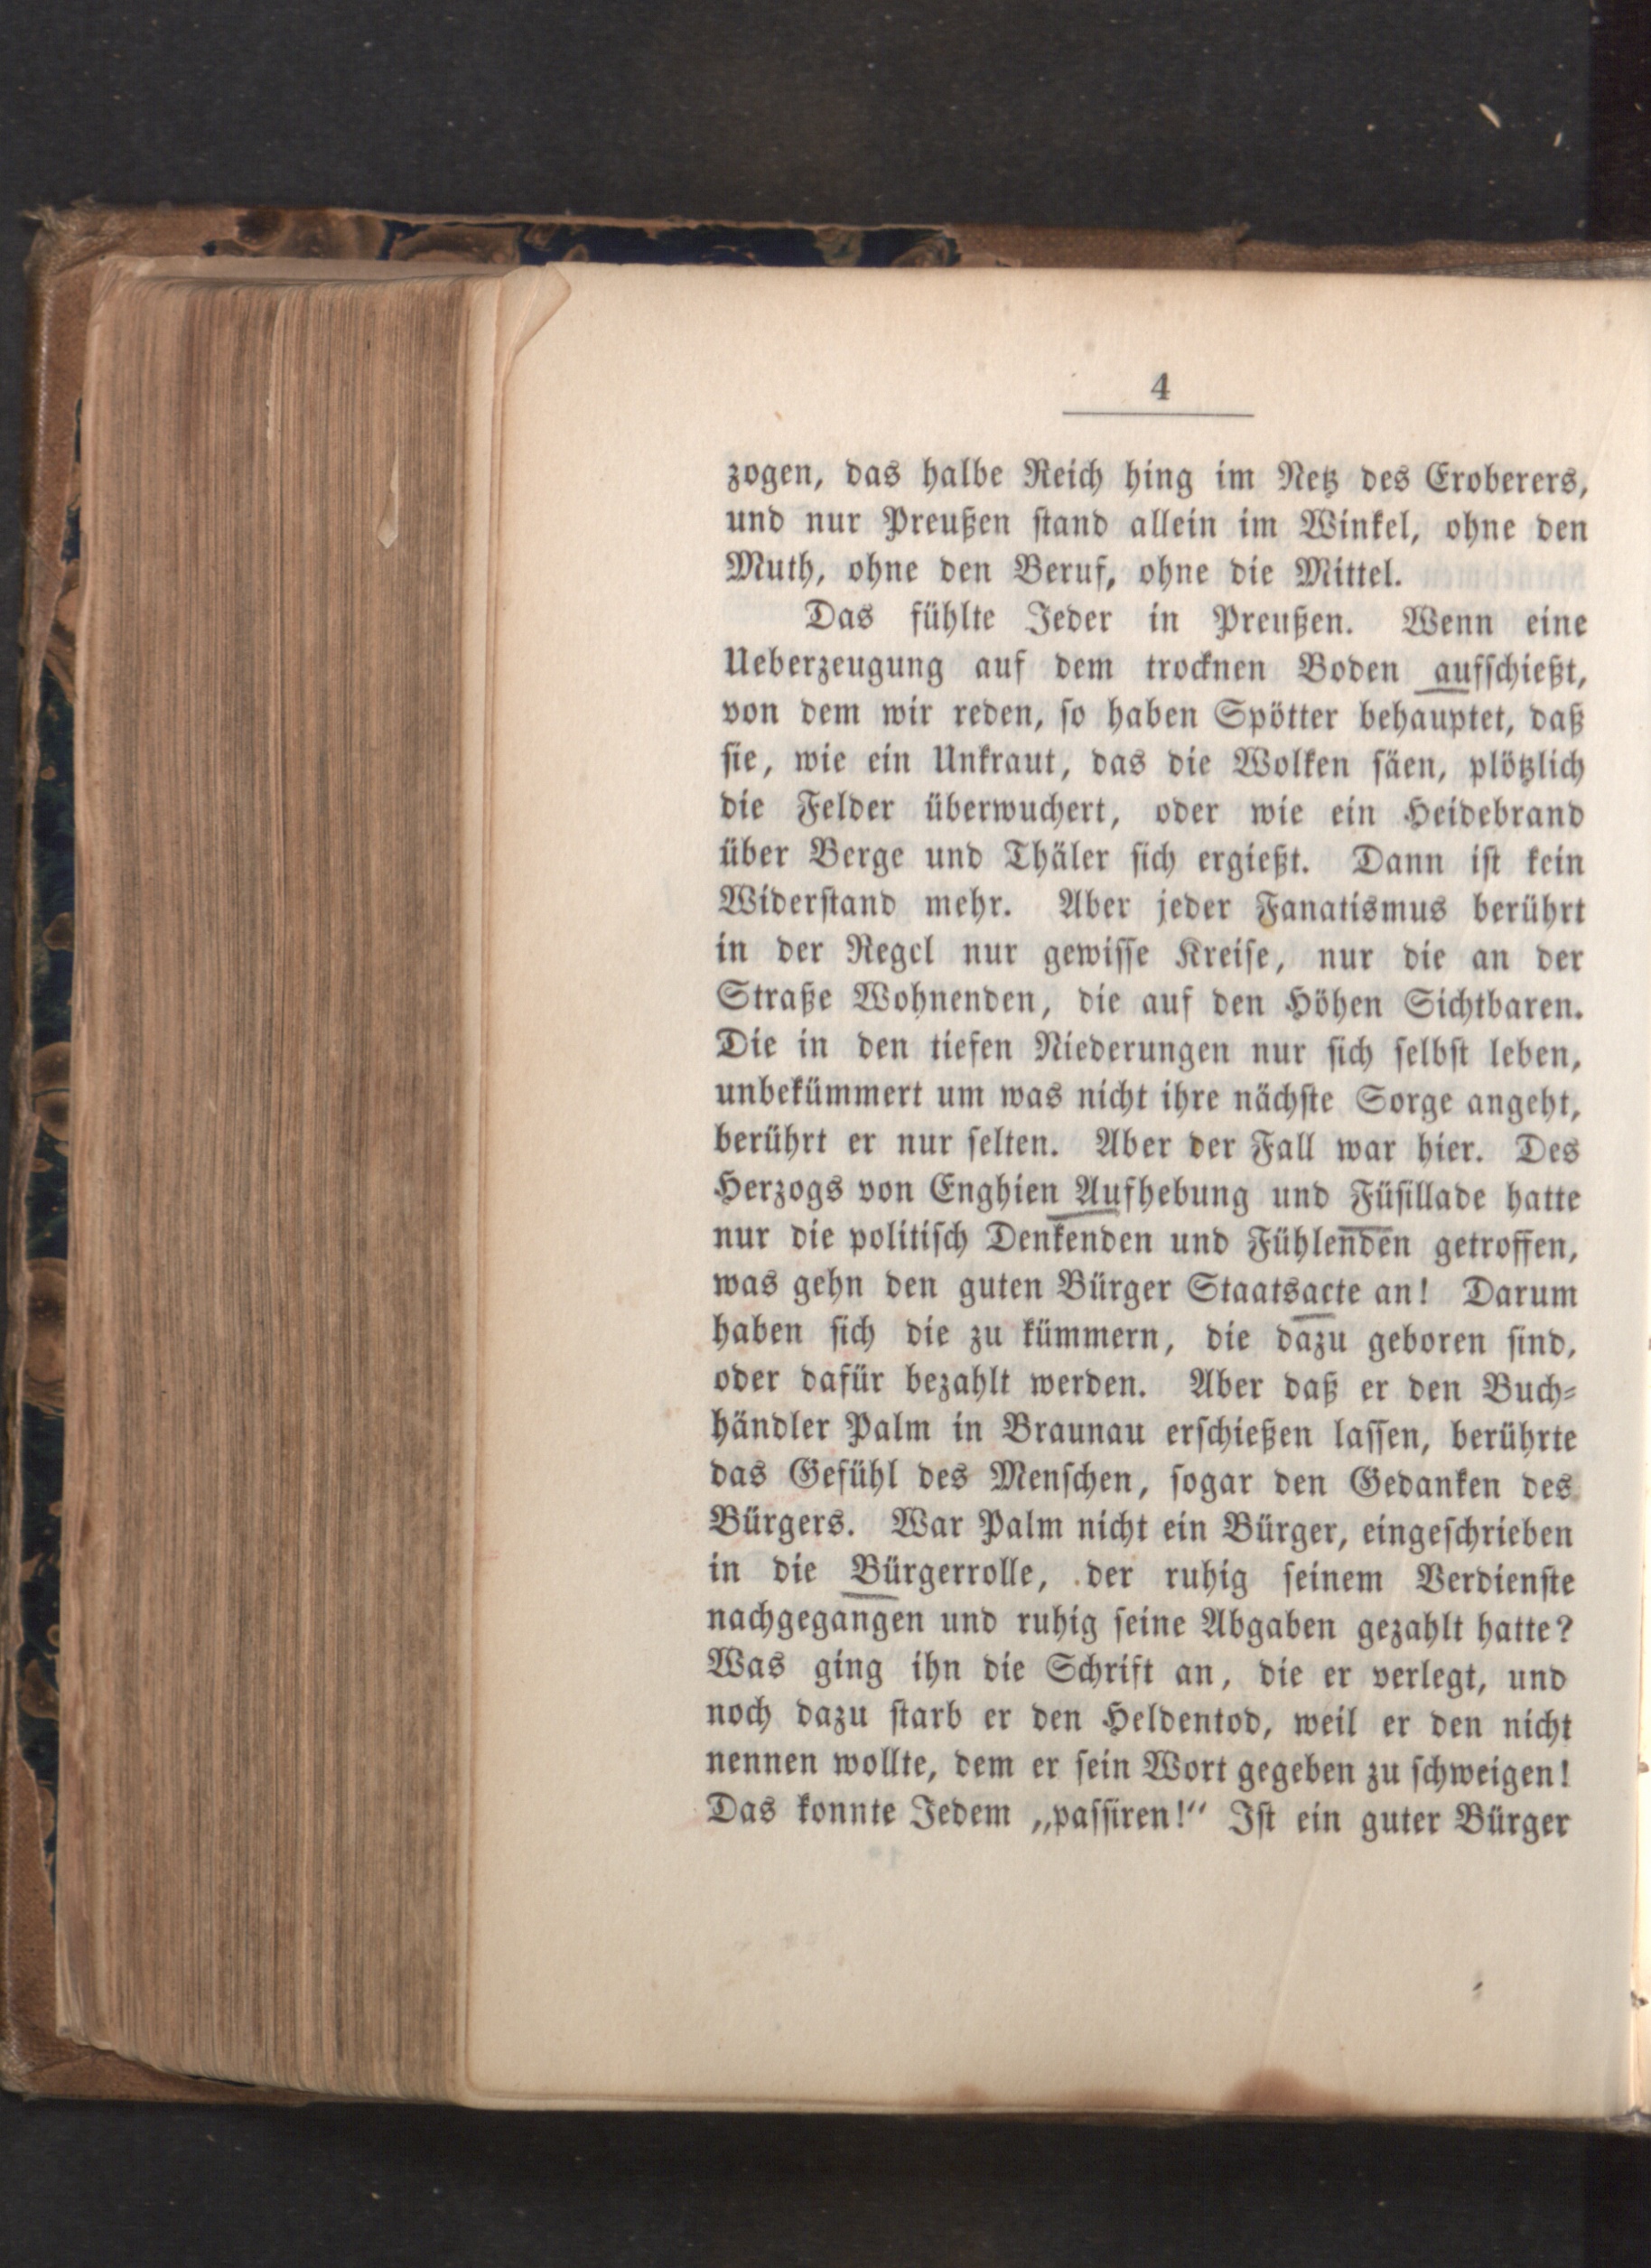 4
zogen, das halbe Reich hing im Netz des Eroberers,
und nur Preußen stand allein im Winkel, ohne den
Muth, ohne den Beruf, ohne die Mittel.
Das fühlte Jeder in Preußen. Wenn eine
Ueberzeugung auf dem trocknen Boden aufschießt,
von dem wir reden, so haben Spötter behauptet, daß
sie, wie ein Unkraut, das die Wolken säen, plötzlich
die Felder überwuchert, oder wie ein Heidebrand
über Berge und Thäler sich ergießt. Dann ist kein
Widerstand mehr. Aber jeder Fanatismus berührt
in der Regel nur gewisse Kreise, nur die an der
Straße Wohnenden, die auf den Höhen Sichtbaren.
Die in den tiefen Niederungen nur sich selbst leben,
unbekümmert um was nicht ihre nächste Sorge angeht,
berührt er nur selten. Aber der Fall war hier. Des
Herzogs von Enghien Aufhebung und Füsillade hatte
nur die politisch Denkenden und Fühlenden getroffen,
was gehn den guten Bürger Staatsacte an! Darum
haben sich die zu kümmern, die dazu geboren sind,
oder dafür bezahlt werden. Aber daß er den Buch-
händler Palm in Braunau erschießen lassen, berührte
das Gefühl des Menschen, sogar den Gedanken des
Bürgers. War Palm nicht ein Bürger, eingeschrieben
in die Bürgerrolle, der ruhig seinem Verdienste
nachgegangen und ruhig seine Abgaben gezahlt hatte?
Was ging ihn die Schrift an, die er verlegt, und
noch dazu starb er den Heldentod, weil er den nicht
nennen wollte, dem er sein Wort gegeben zu schweigen!
Das konnte Jedem „passiren!“ Ist ein guter Bürger